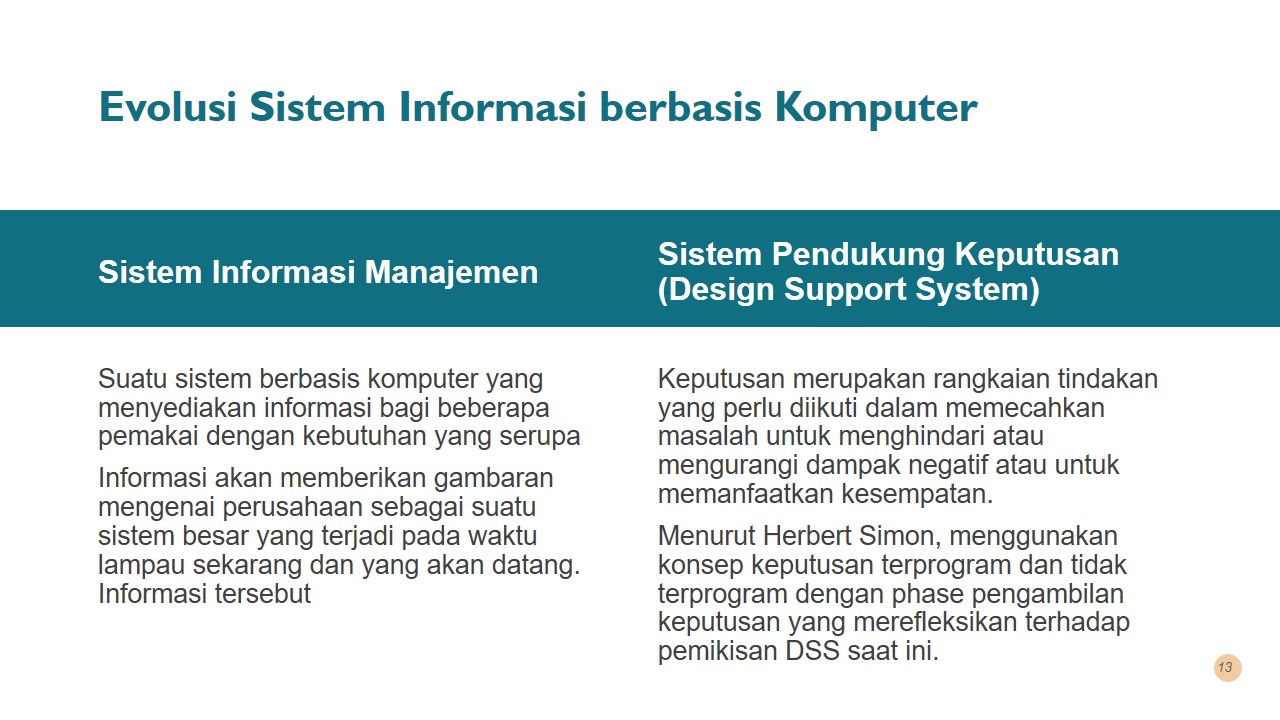 Evolusi Sistem Informasi berbasis Komputer
Sistem Informasi Manajemen
Suatu sistem berbasis komputer yang
menyediakan informasi bagi beberapa
pemakai dengan kebutuhan yang serupa
Informasi akan memberikan gambaran
mengenai perusahaan sebagai suatu
sistem besar yang terjadi pada waktu
lampau sekarang dan yang akan datang.
Informasi tersebut
Sistem Pendukung Keputusan
(Design Support System)
Keputusan merupakan rangkaian tindakan
yang perlu diikuti dalam memecahkan
masalah untuk menghindari atau
mengurangi dampak negatif atau untuk
memanfaatkan kesempatan.
Menurut Herbert Simon, menggunakan
konsep keputusan terprogram dan tidak
terprogram dengan phase pengambilan
keputusan yang merefleksikan terhadap
pemikisan DSS saat ini.
13